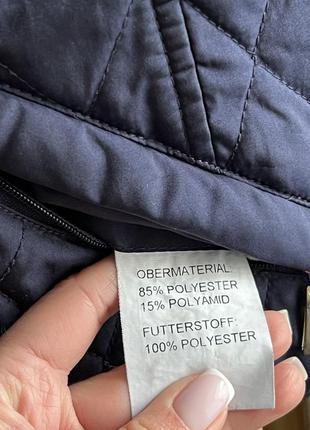 OBERMATERIAL:
85% POLYESTER
15% POLYAMID
FUTTERSTOFF:
100% POLYESTER